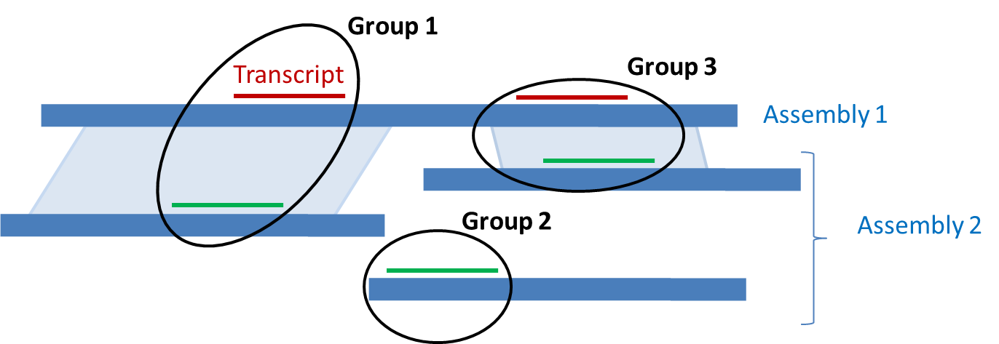 Group 1
Transcript
Group 3
Assembly 1
Group 2
Assembly 2